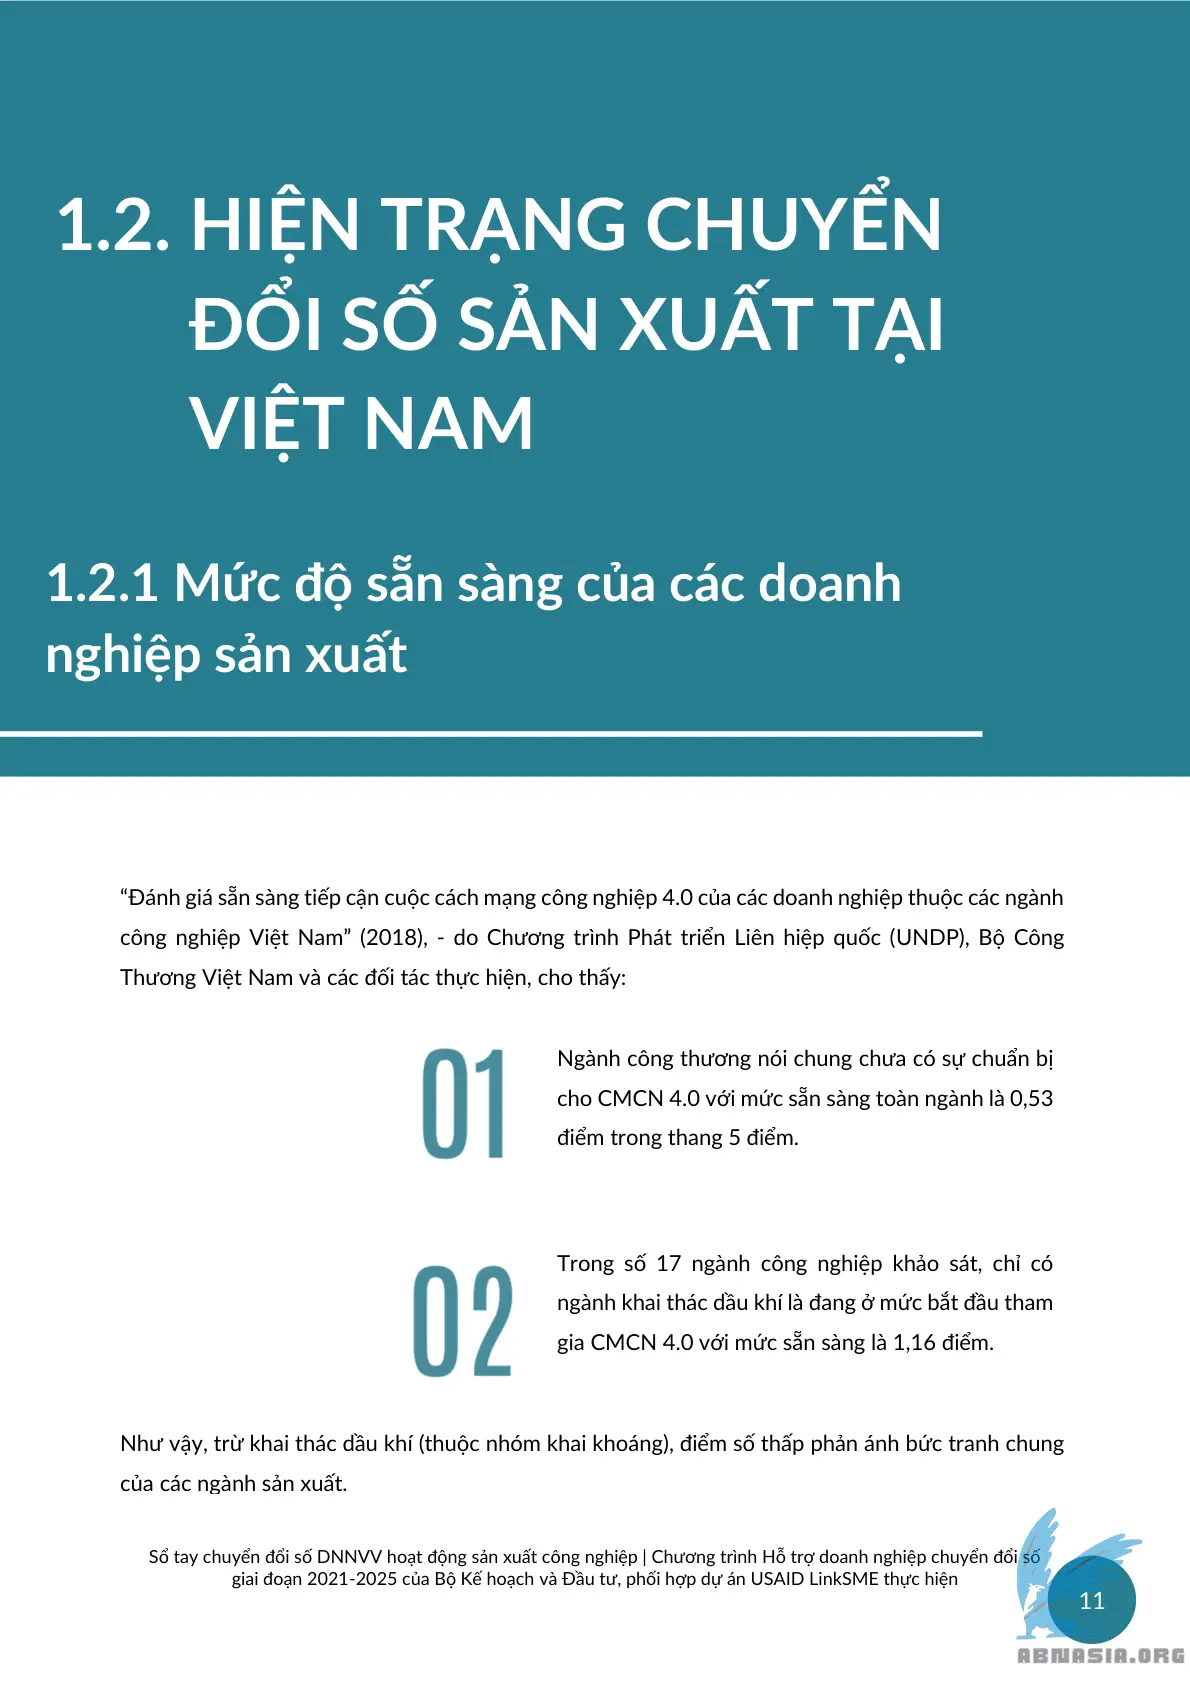 1.2. HIỆN TRẠNG CHUYỂN
ĐỔI SỐ SẢN XUẤT TẠI
VIỆT NAM
1.2.1 Mức độ sẵn sàng của các doanh
nghiệp sản xuất
“Đánh giá sẵn sàng tiếp cận cuộc cách mạng công nghiệp 4.0 của các doanh nghiệp thuộc các ngành
công nghiệp Việt Nam” (2018), - do Chương trình Phát triển Liên hiệp quốc (UNDP), Bộ Công
Thương Việt Nam và các đối tác thực hiện, cho thấy:
01
Ngành công thương nói chung chưa có sự chuẩn bị
cho CMCN 4.0 với mức sẵn sàng toàn ngành là 0,53
điểm trong thang 5 điểm.
02
Trong số 17 ngành công nghiệp khảo sát, chỉ có
ngành khai thác dầu khí là đang ở mức bắt đầu tham
gia CMCN 4.0 với mức sẵn sàng là 1,16 điểm.
Như vậy, trừ khai thác dầu khí (thuộc nhóm khai khoáng), điểm số thấp phản ánh bức tranh chung
của các ngành sản xuất.
Sổ tay chuyển đổi số DNNVV hoạt động sản xuất công nghiệp | Chương trình Hỗ trợ doanh nghiệp chuyển đổi số
giai đoạn 2021-2025 của Bộ Kế hoạch và Đầu tư, phối hợp dự án USAID LinkSME thực hiện
11
ABNASIA.ORG